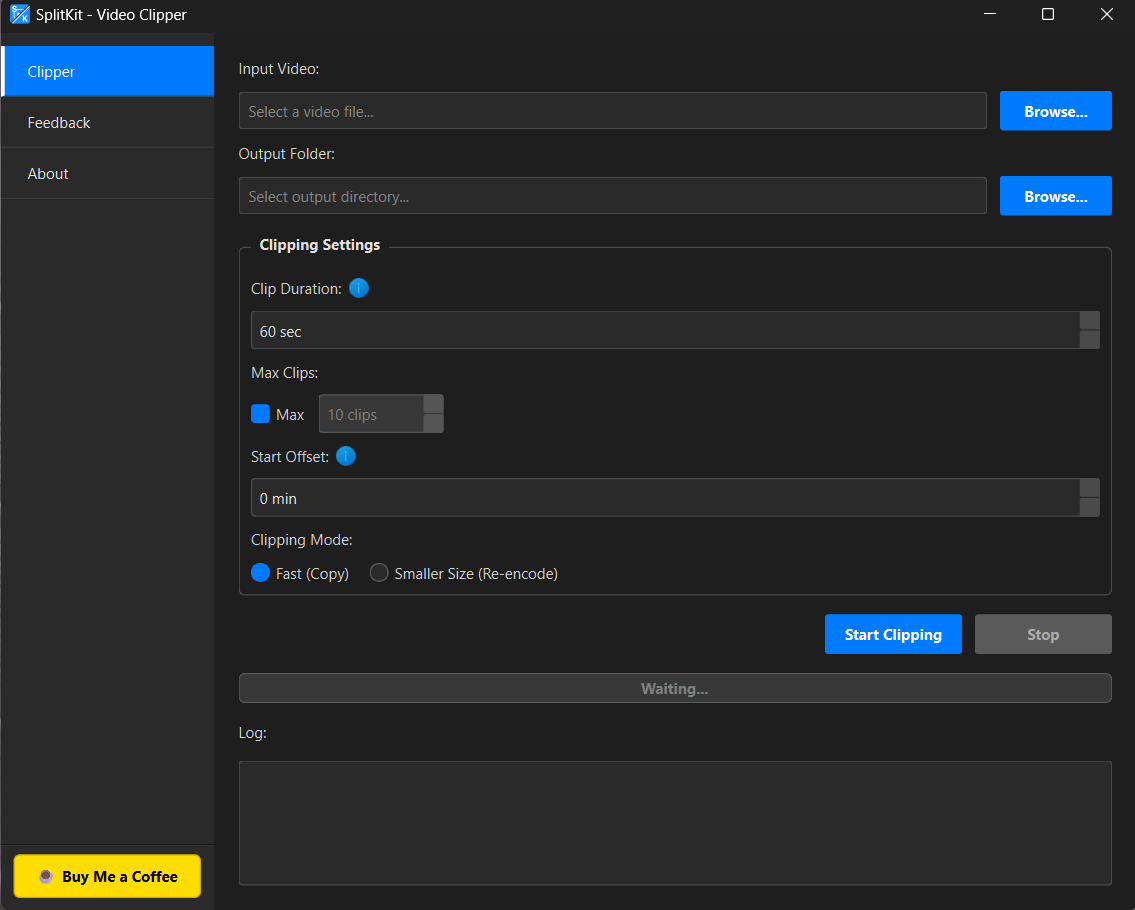 SplitKit - Video Clipper
Clipper
Feedback
About
Buy Me a Coffee
Input Video:
Select a video file...
Browse...
Output Folder:
Select output directory...
Browse...
Clipping Settings
Clip Duration:
60 sec
Max Clips:
Max 10 clips
Start Offset:
0 min
Clipping Mode:
Fast (Copy) Smaller Size (Re-encode)
Start Clipping Stop
Waiting...
Log: